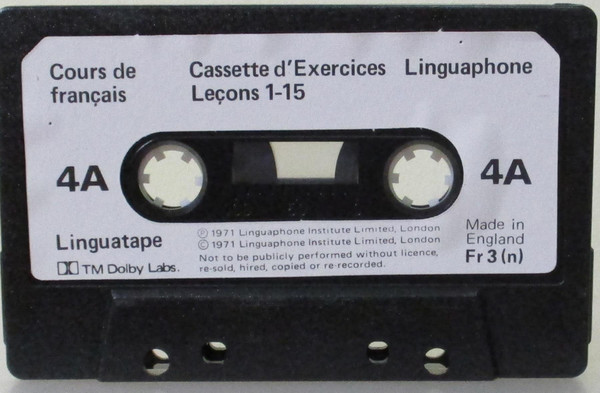 Cours de français
Cassette d'Exercices
Leçons 1-15
Linguaphone
4A
4A
Linguatape
TM Dolby Labs.
℗ 1971 Linguaphone Institute Limited, London
© 1971 Linguaphone Institute Limited, London
Not to be publicly performed without licence,
re-sold, hired, copied or re-recorded.
Made in
England
Fr 3 (n)